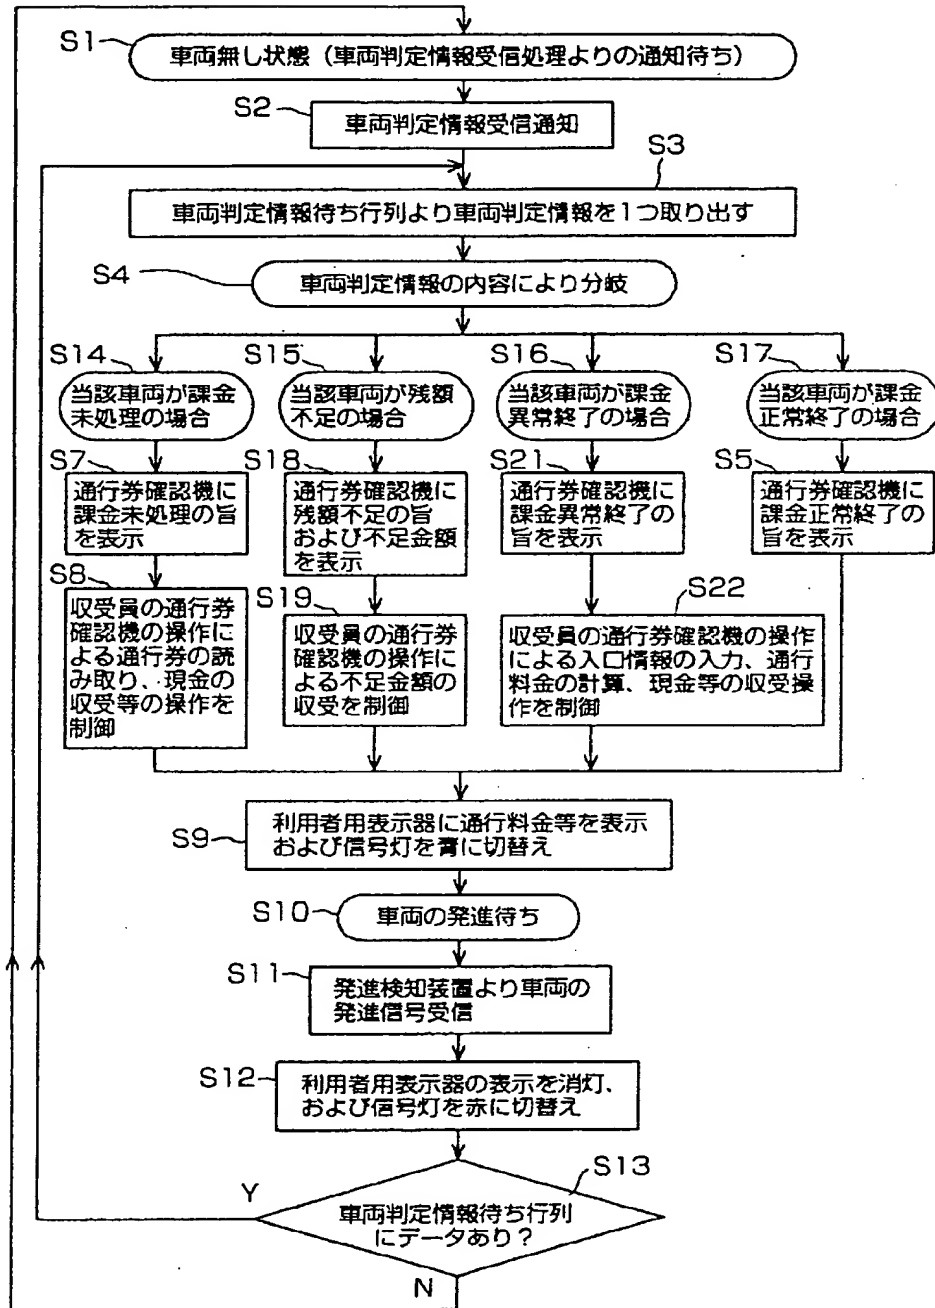 S1
車両無し状態（車両判定情報受信処理よりの通知待ち）
S2
車両判定情報受信通知
S3
車両判定情報待ち行列より車両判定情報を1つ取り出す
S4
車両判定情報の内容により分岐
S14
当該車両が課金
未処理の場合
S15
当該車両が残額
不足の場合
S16
当該車両が課金
異常終了の場合
S17
当該車両が課金
正常終了の場合
S7
通行券確認機に
課金未処理の旨
を表示
S18
通行券確認機に
残額不足の旨
および不足金額
を表示
S21
通行券確認機に
課金異常終了の
旨を表示
S5
通行券確認機に
課金正常終了の
旨を表示
S8
収受員の通行券
確認機の操作に
よる通行券の読
み取り、現金の
収受等の操作を
制御
S19
収受員の通行券
確認機の操作に
よる不足金額の
収受を制御
S22
収受員の通行券確認機の操作
による入口情報の入力、通行
料金の計算、現金等の収受操
作を制御
S9
利用者用表示器に通行料金等を表示
および信号灯を青に切替え
S10
車両の発進待ち
S11
発進検知装置より車両の
発進信号受信
S12
利用者用表示器の表示を消灯、
および信号灯を赤に切替え
S13
車両判定情報待ち行列
にデータあり？
Y
N